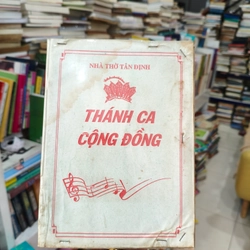 NHÀ THỜ TÂN ĐỊNH
THÁNH CA
CỘNG ĐỒNG